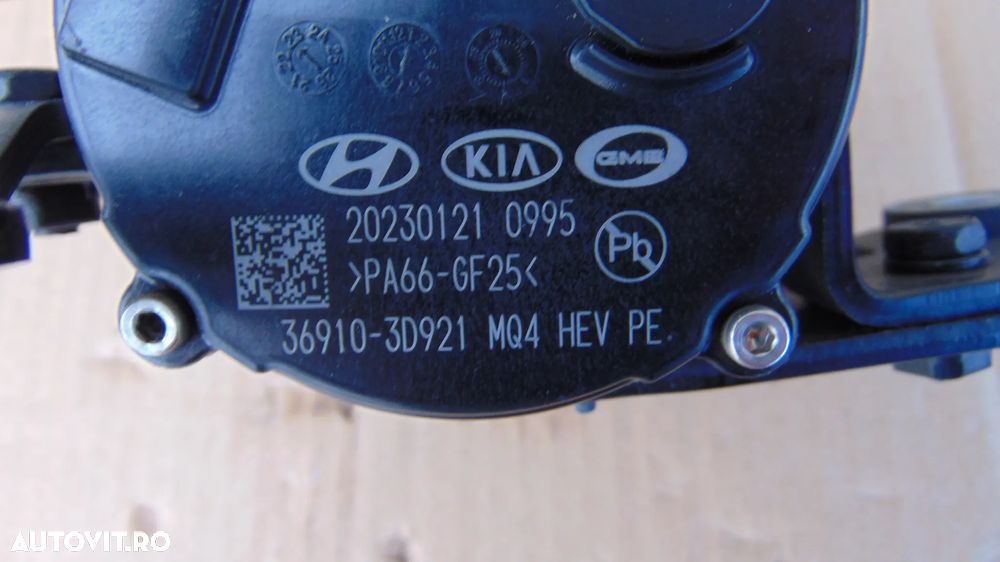 KIA GME
20230121 0995
Pb
>PA66-GF25<
36910-3D921 MQ4 HEV PE
AUTOVIT.RO